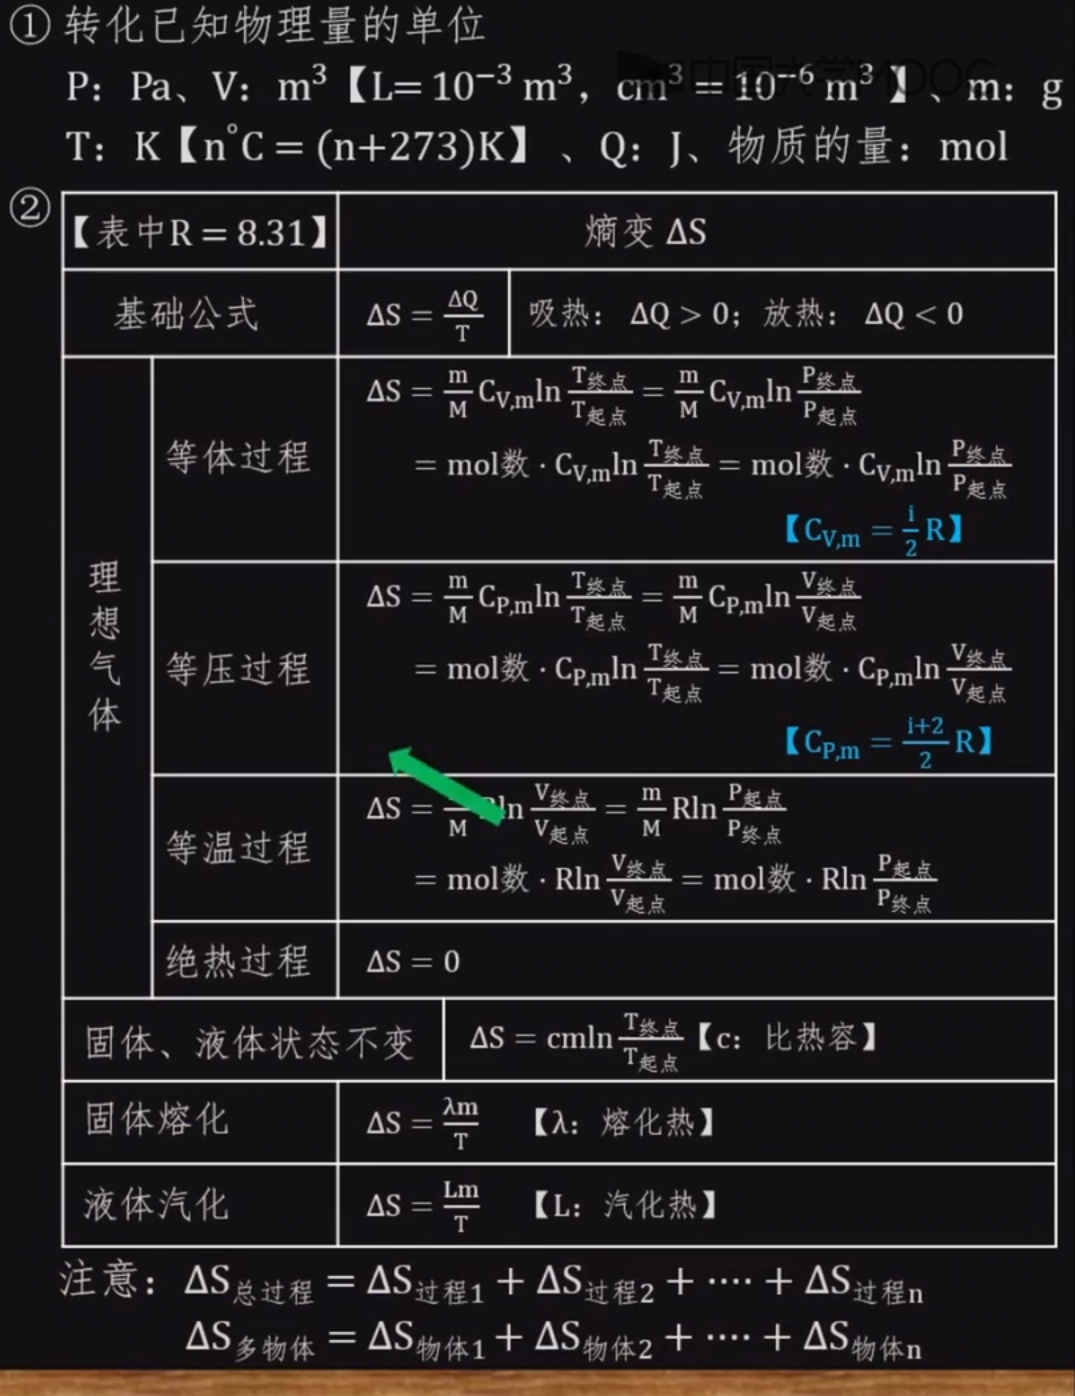 ① 转化已知物理量的单位
P：Pa、V：m³【L=10⁻³ m³，cm³ = 10⁻⁶ m³】、m：g
T：K【n°C = (n+273)K】、Q：J、物质的量：mol
②【表中R = 8.31】 熵变 ΔS
基础公式 ΔS = ΔQ/T 吸热：ΔQ > 0；放热：ΔQ < 0
理想气体
等体过程
ΔS = m/M C_V,m ln T终点/T起点 = m/M C_V,m ln P终点/P起点
= mol数 · C_V,m ln T终点/T起点 = mol数 · C_V,m ln P终点/P起点
【C_V,m = i/2 R】
等压过程
ΔS = m/M C_P,m ln T终点/T起点 = m/M C_P,m ln V终点/V起点
= mol数 · C_P,m ln T终点/T起点 = mol数 · C_P,m ln V终点/V起点
【C_P,m = i+2/2 R】
等温过程
ΔS = /M ln V终点/V起点 = m/M Rln P起点/P终点
= mol数 · Rln V终点/V起点 = mol数 · Rln P起点/P终点
绝热过程 ΔS = 0
固体、液体状态不变 ΔS = cmln T终点/T起点【c：比热容】
固体熔化 ΔS = λm/T 【λ：熔化热】
液体汽化 ΔS = Lm/T 【L：汽化热】
注意：ΔS总过程 = ΔS过程1 + ΔS过程2 + ···· + ΔS过程n
ΔS多物体 = ΔS物体1 + ΔS物体2 + ···· + ΔS物体n